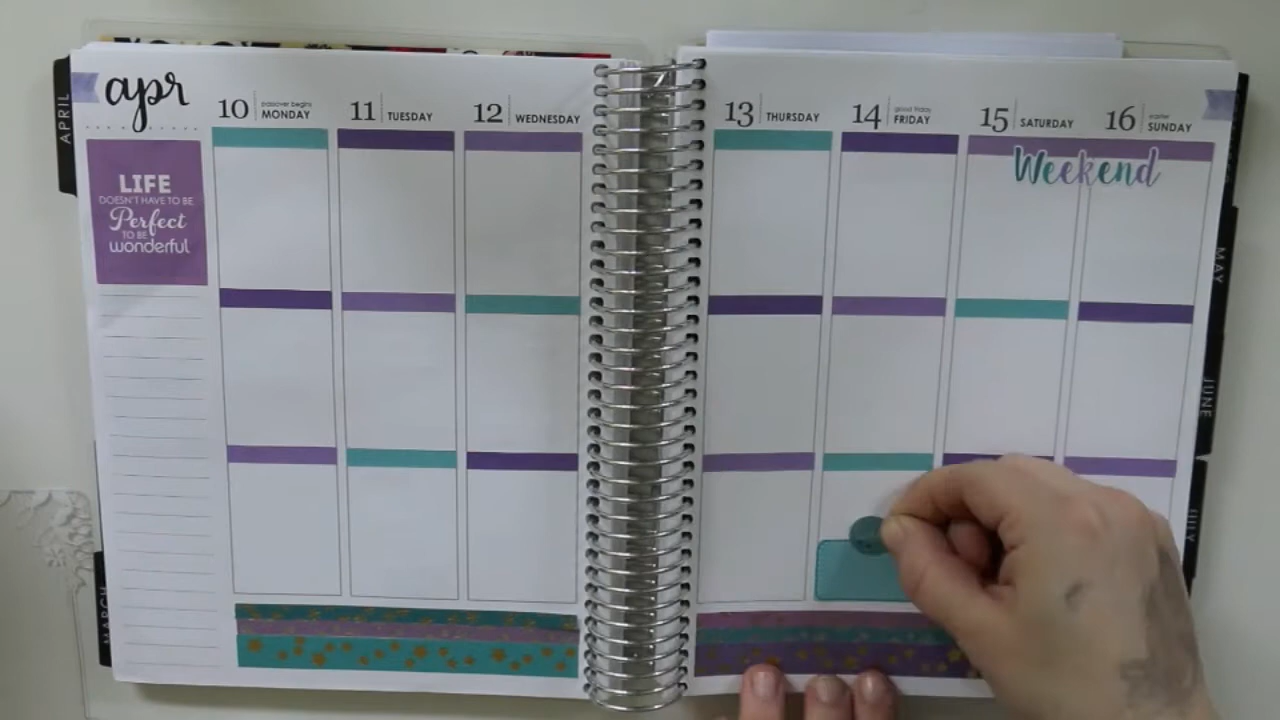 apr
APRIL
10 passover begins MONDAY
11 TUESDAY
12 WEDNESDAY
13 THURSDAY
14 good friday FRIDAY
15 SATURDAY
16 easter SUNDAY
Weekend
LIFE
DOESN'T HAVE TO BE
Perfect
TO BE
wonderful
MAY
JUNE
JULY
MARCH